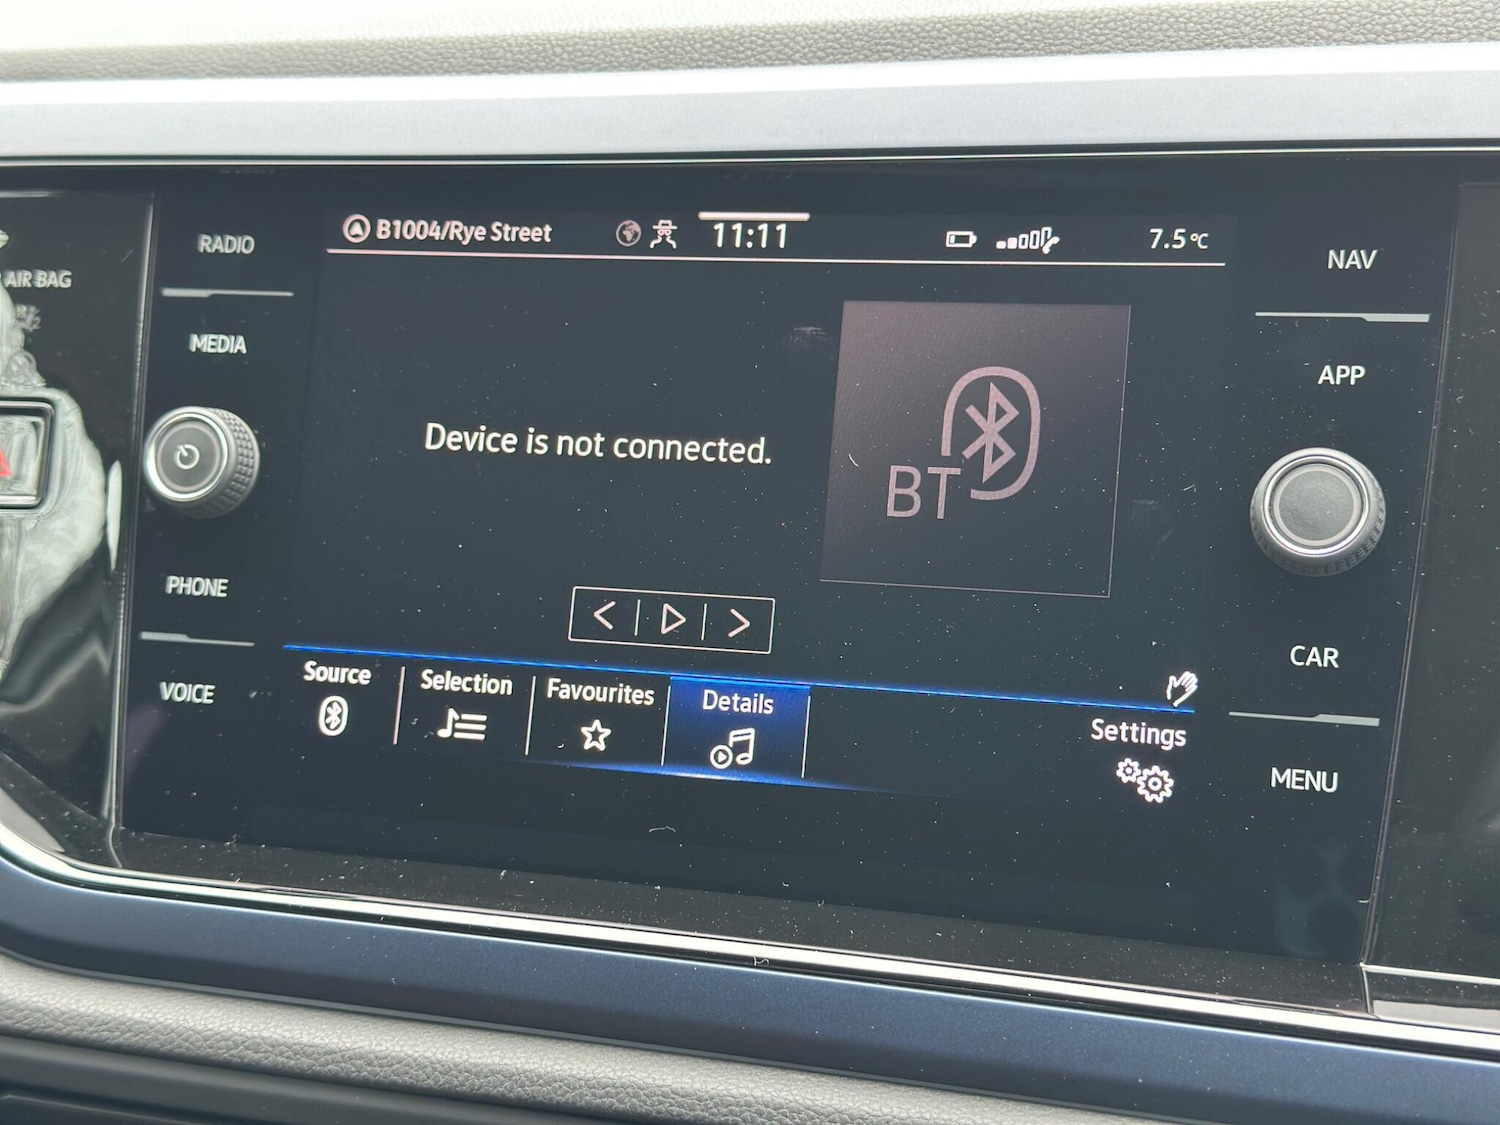 B1004/Rye Street
11:11
7.5°C
RADIO
NAV
AIR BAG
MEDIA
APP
Device is not connected.
BT
PHONE
CAR
VOICE
Source
Selection
Favourites
Details
Settings
MENU